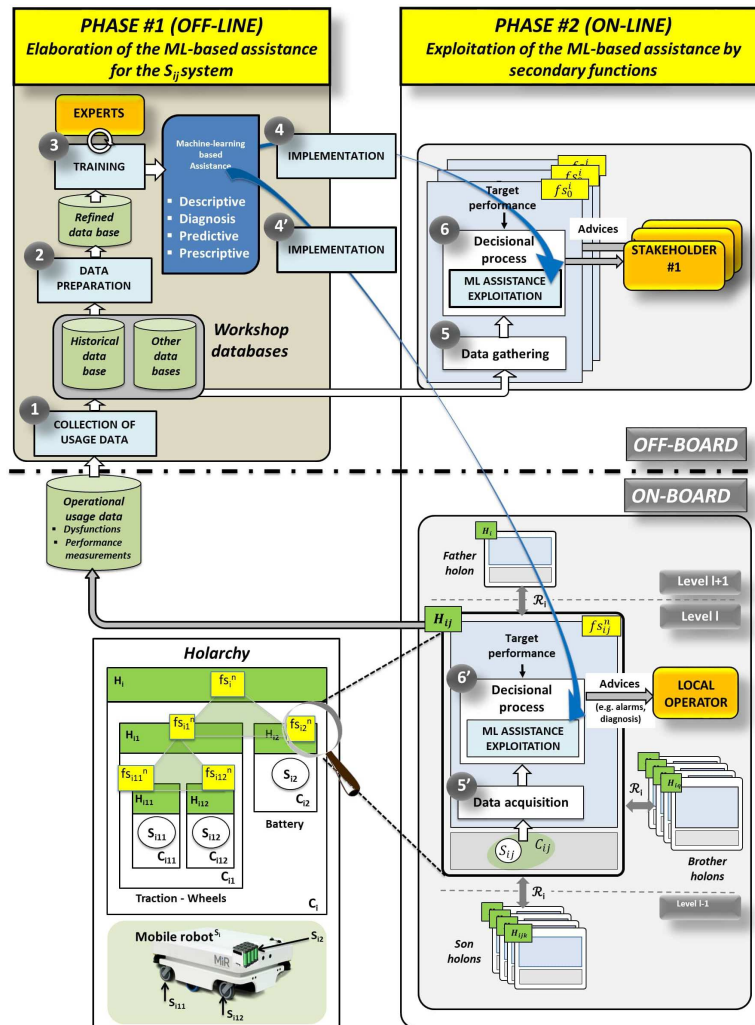 PHASE #1 (OFF-LINE)
Elaboration of the ML-based assistance
for the Sij system
PHASE #2 (ON-LINE)
Exploitation of the ML-based assistance by
secondary functions
EXPERTS
3
TRAINING
Machine-learning
based
Assistance
▪ Descriptive
▪ Diagnosis
▪ Predictive
▪ Prescriptive
4
IMPLEMENTATION
4'
IMPLEMENTATION
Refined
data base
2
DATA
PREPARATION
Historical
data
base
Other
data
bases
Workshop
databases
1
COLLECTION OF
USAGE DATA
Target
performance
6
Decisional
process
ML ASSISTANCE
EXPLOITATION
5
Data gathering
fs0i
Advices
STAKEHOLDER
#1
OFF-BOARD
ON-BOARD
Operational
usage data
▪ Dysfunctions
▪ Performance
measurements
Hi
Father
holon
Ri
Level l+1
Level l
Hij
fsijn
Target
performance
6'
Decisional
process
ML ASSISTANCE
EXPLOITATION
5'
Data acquisition
Sij
Cij
Advices
(e.g. alarms,
diagnosis)
LOCAL
OPERATOR
Ri
Hiq
Brother
holons
Ri
Level l-1
Hijk
Son
holons
Holarchy
Hi
fsin
fsi1n
Hi1
fsi2n
Hi2
fsi11n
fsi12n
Hi11
Hi12
Si2
Ci2
Si11
Si12
Ci11
Ci12
Ci1
Battery
Traction - Wheels
Ci
Mobile robot Si
Si2
MiR
Si11
Si12